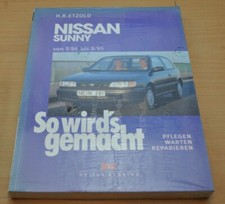 H.R.ETZOLD
NISSAN
SUNNY
So wird's
gemacht
PFLEGEN
WARTEN
REPARIEREN